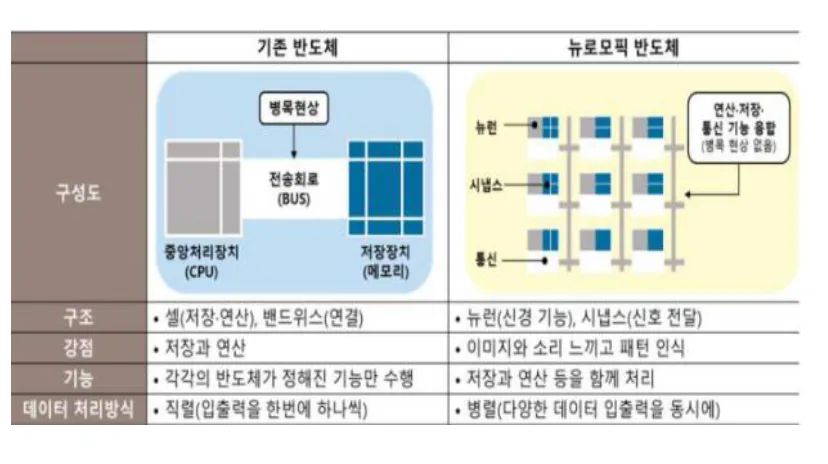 기존 반도체
뉴로모픽 반도체
구성도
병목현상
전송회로
(BUS)
중앙처리장치
(CPU)
저장장치
(메모리)
뉴런
시냅스
통신
연산·저장·
통신 기능 융합
(병목 현상 없음)
구조
• 셀(저장·연산), 밴드위스(연결)
• 뉴런(신경 기능), 시냅스(신호 전달)
강점
• 저장과 연산
• 이미지와 소리 느끼고 패턴 인식
기능
• 각각의 반도체가 정해진 기능만 수행
• 저장과 연산 등을 함께 처리
데이터 처리방식
• 직렬(입출력을 한번에 하나씩)
• 병렬(다양한 데이터 입출력을 동시에)